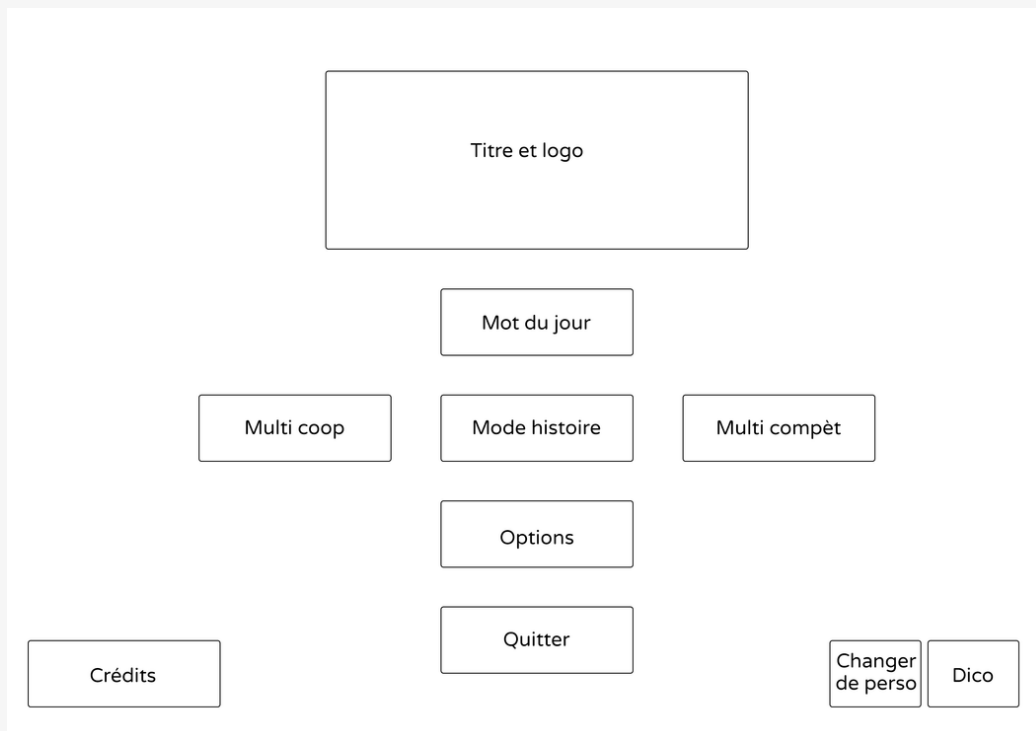 Titre et logo
Mot du jour
Multi coop
Mode histoire
Multi compèt
Options
Quitter
Crédits
Changer
de perso
Dico